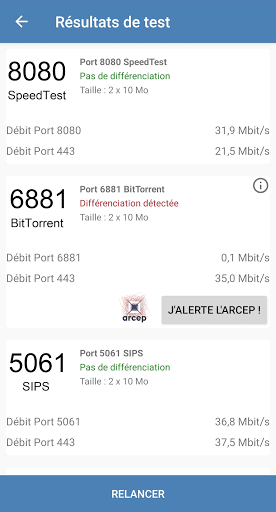 Résultats de test
8080
SpeedTest
Port 8080 SpeedTest
Pas de différenciation
Taille : 2 x 10 Mo
Débit Port 8080 31,9 Mbit/s
Débit Port 443 21,5 Mbit/s
6881
BitTorrent
Port 6881 BitTorrent
Différenciation détectée
Taille : 2 x 10 Mo
Débit Port 6881 0,1 Mbit/s
Débit Port 443 35,0 Mbit/s
arcep
J'ALERTE L'ARCEP !
5061
SIPS
Port 5061 SIPS
Pas de différenciation
Taille : 2 x 10 Mo
Débit Port 5061 36,8 Mbit/s
Débit Port 443 37,5 Mbit/s
RELANCER